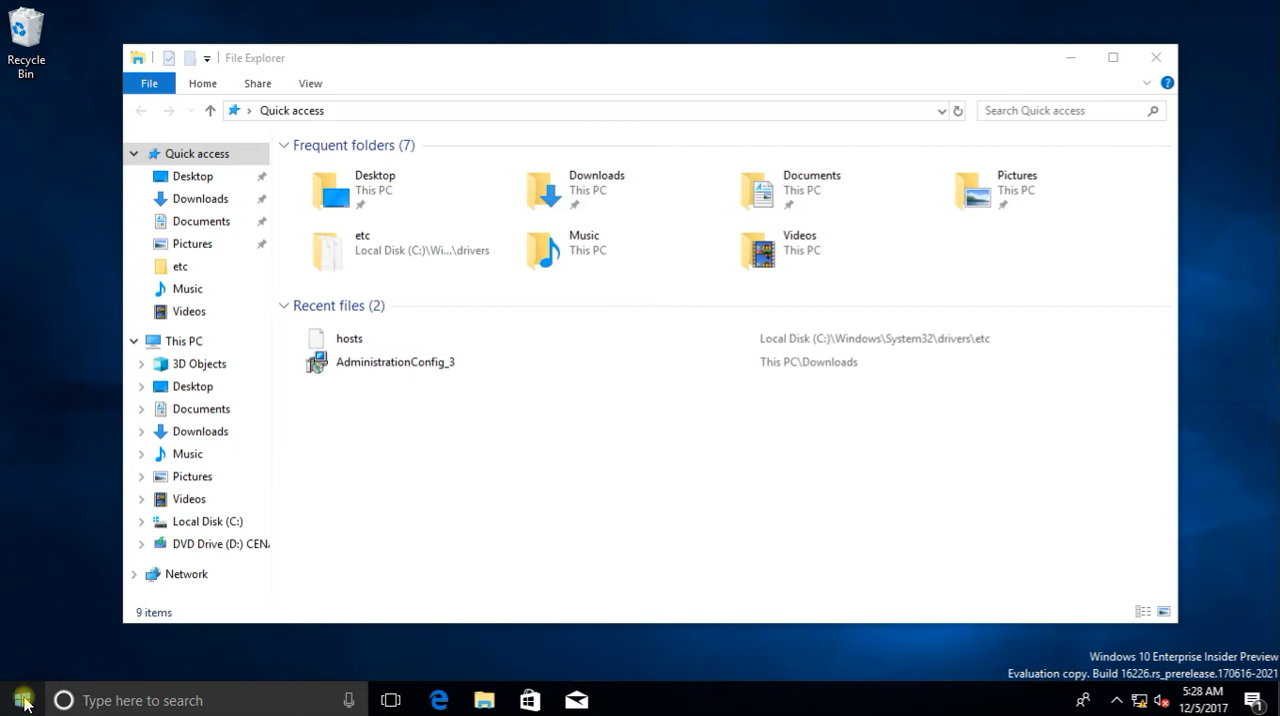 Recycle
Bin
File Explorer
File
Home
Share
View
Quick access
Search Quick access
Quick access
Desktop
Downloads
Documents
Pictures
etc
Music
Videos
This PC
3D Objects
Desktop
Documents
Downloads
Music
Pictures
Videos
Local Disk (C:)
DVD Drive (D:) CENA
Network
Frequent folders (7)
Desktop
This PC
Downloads
This PC
Documents
This PC
Pictures
This PC
etc
Local Disk (C:)\Wi...\drivers
Music
This PC
Videos
This PC
Recent files (2)
hosts
Local Disk (C:)\Windows\System32\drivers\etc
AdministrationConfig_3
This PC\Downloads
9 items
Windows 10 Enterprise Insider Preview
Evaluation copy. Build 16226.rs_prerelease.170616-2021
Type here to search
5:28 AM
12/5/2017
1